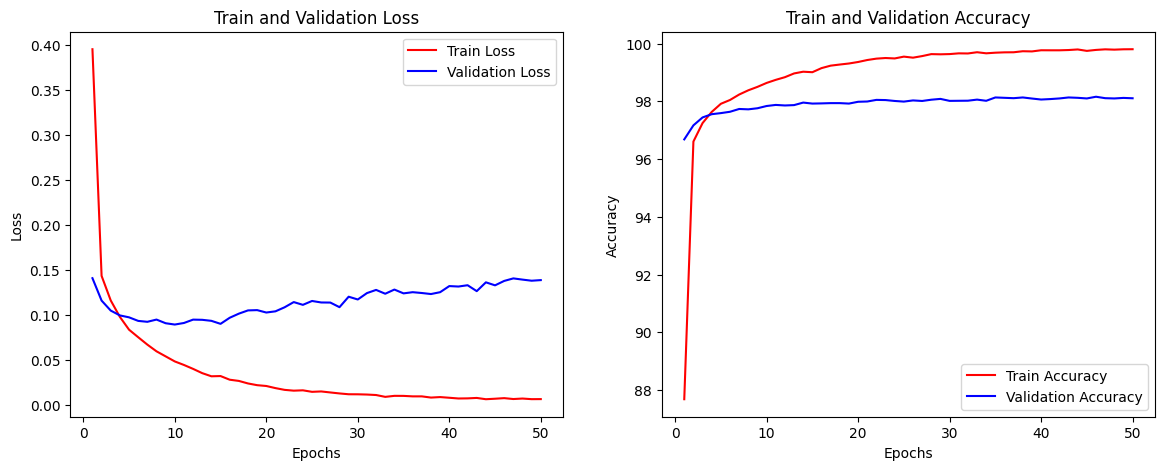 Train and Validation Loss
0.40
0.35
0.30
0.25
0.20
0.15
0.10
0.05
0.00
Loss
0 10 20 30 40 50
Epochs
Train Loss
Validation Loss
Train and Validation Accuracy
100
98
96
94
92
90
88
Accuracy
0 10 20 30 40 50
Epochs
Train Accuracy
Validation Accuracy